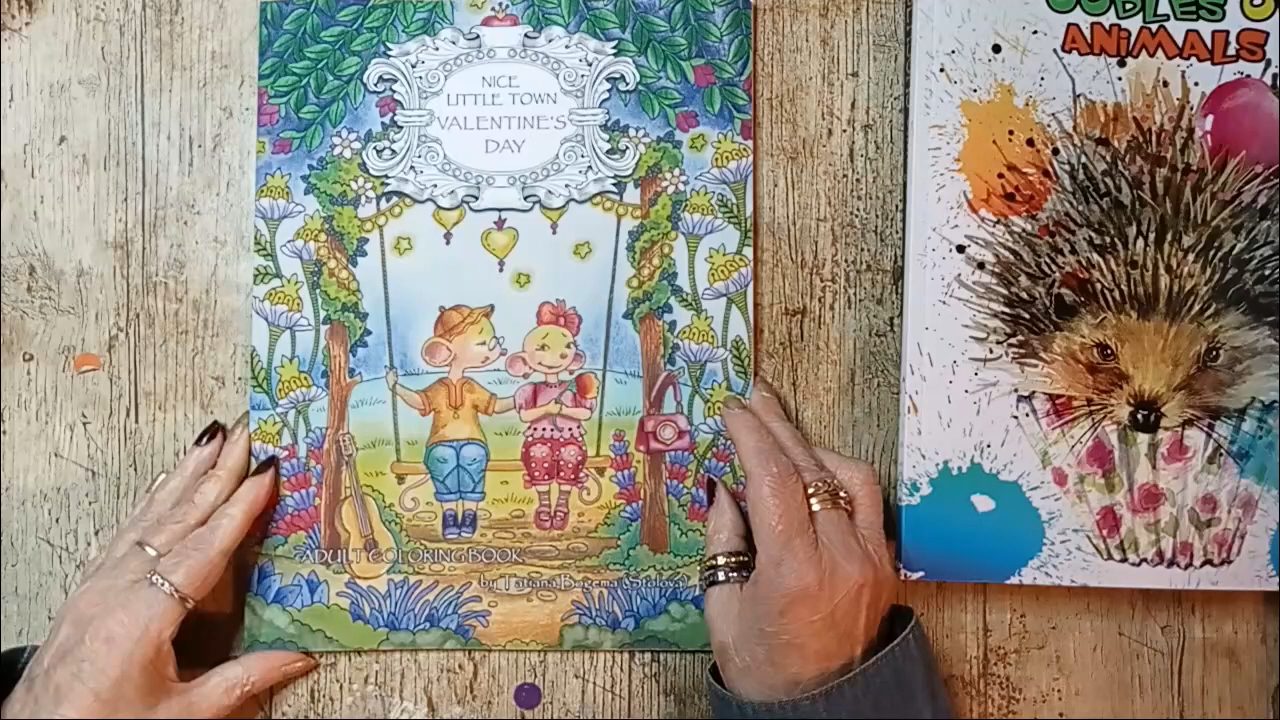 NICE
LITTLE TOWN
VALENTINE'S
DAY
ADULT COLORING BOOK
by Tatiana Bogema (Stolova)
ANiMALS